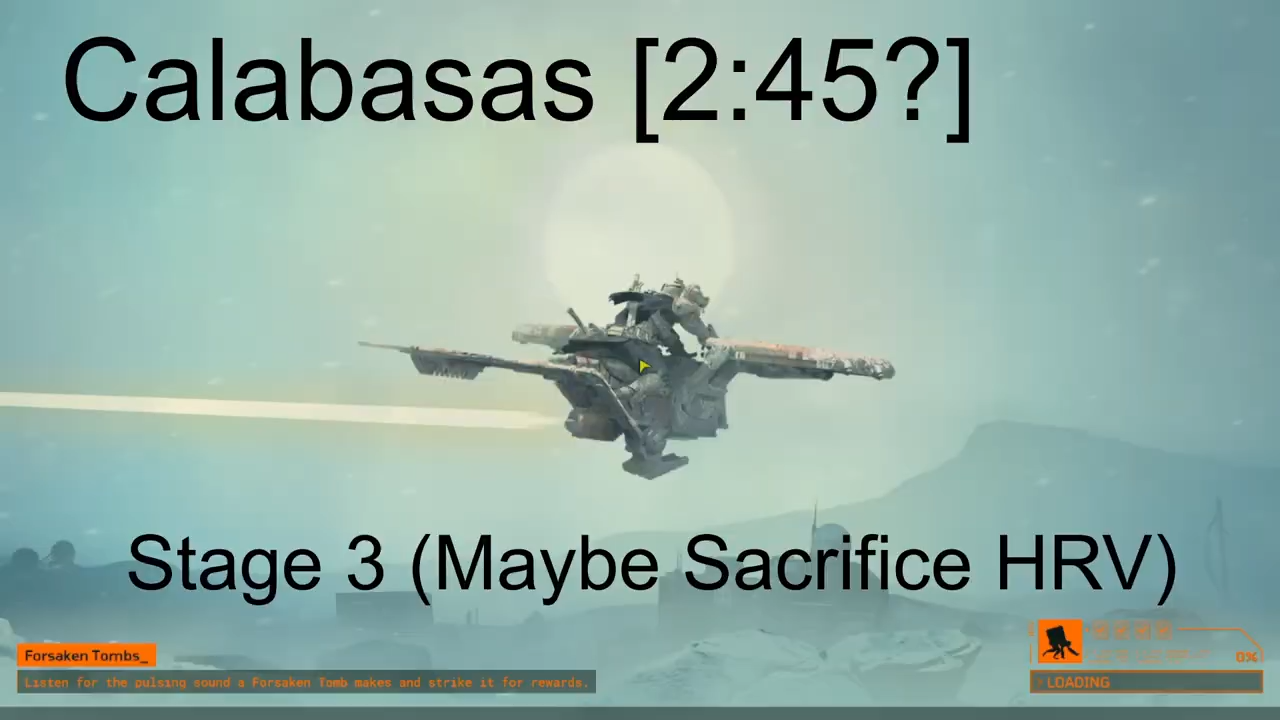 Calabasas [2:45?]
Stage 3 (Maybe Sacrifice HRV)
Forsaken Tombs_
Listen for the pulsing sound a Forsaken Tomb makes and strike it for rewards.
0%
LOADING